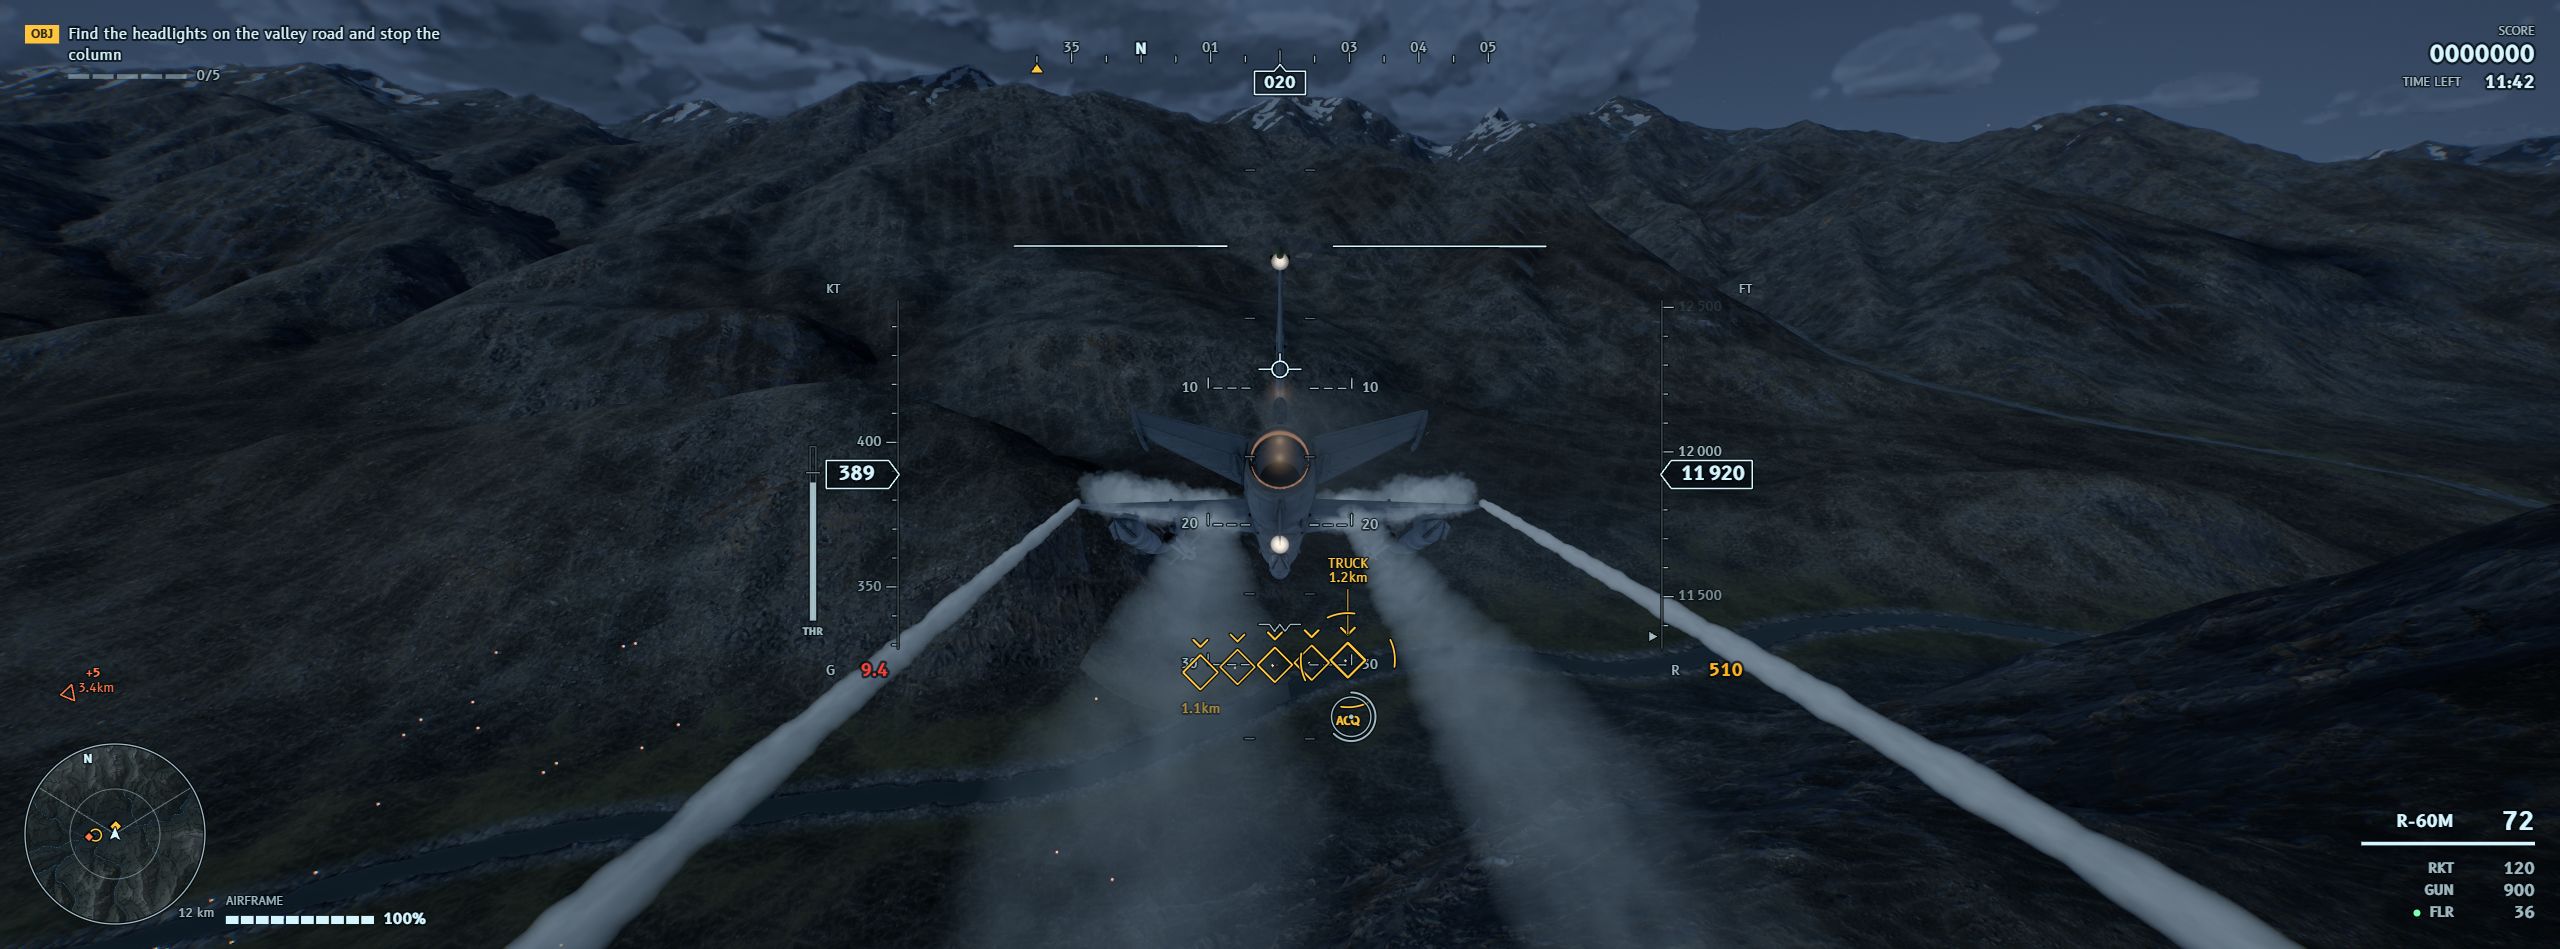 OBJ Find the headlights on the valley road and stop the
column
0/5
35 N 01 03 04 05
020
SCORE
0000000
TIME LEFT 11:42
KT
FT
12 500
10 10
400
12 000
389
11 920
20 20
TRUCK
1.2km
350
11 500
THR
G 9.4
30 30
R 510
+5
3.4km
1.1km
ACQ
N
12 km
AIRFRAME
100%
R-60M 72
RKT 120
GUN 900
FLR 36